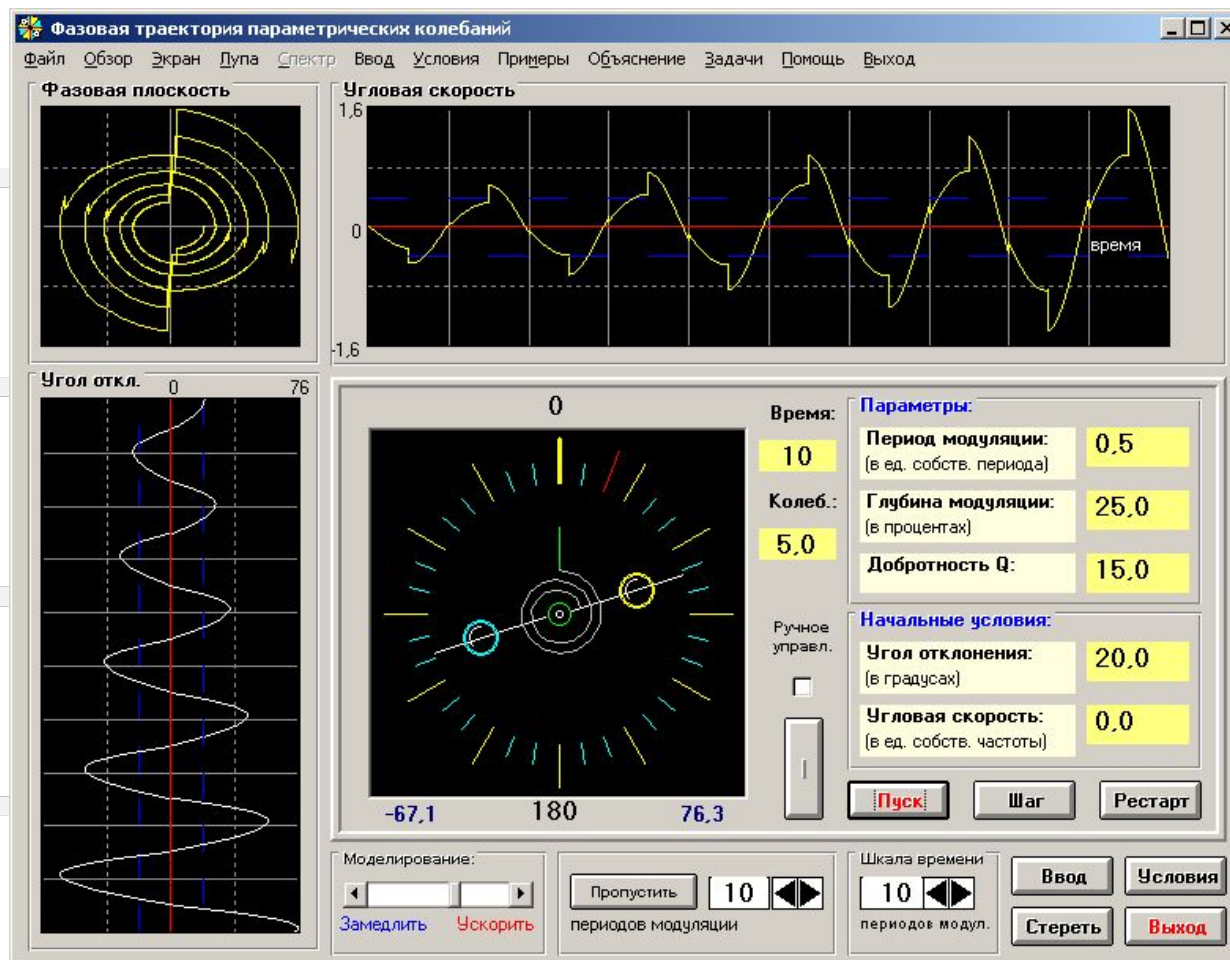 Фазовая траектория параметрических колебаний
Файл Обзор Экран Лупа Спектр Ввод Условия Примеры Объяснение Задачи Помощь Выход
Фазовая плоскость
Угловая скорость
1,6
0
время
-1,6
Угол откл.
0
76
0
-67,1
180
76,3
Время:
10
Колеб.:
5,0
Ручное
управл.
Параметры:
Период модуляции:
(в ед. собств. периода)
0,5
Глубина модуляции:
(в процентах)
25,0
Добротность Q:
15,0
Начальные условия:
Угол отклонения:
(в градусах)
20,0
Угловая скорость:
(в ед. собств. частоты)
0,0
Пуск
Шаг
Рестарт
Моделирование:
Замедлить Ускорить
Пропустить
10
периодов модуляции
Шкала времени
10
периодов модул.
Ввод
Условия
Стереть
Выход